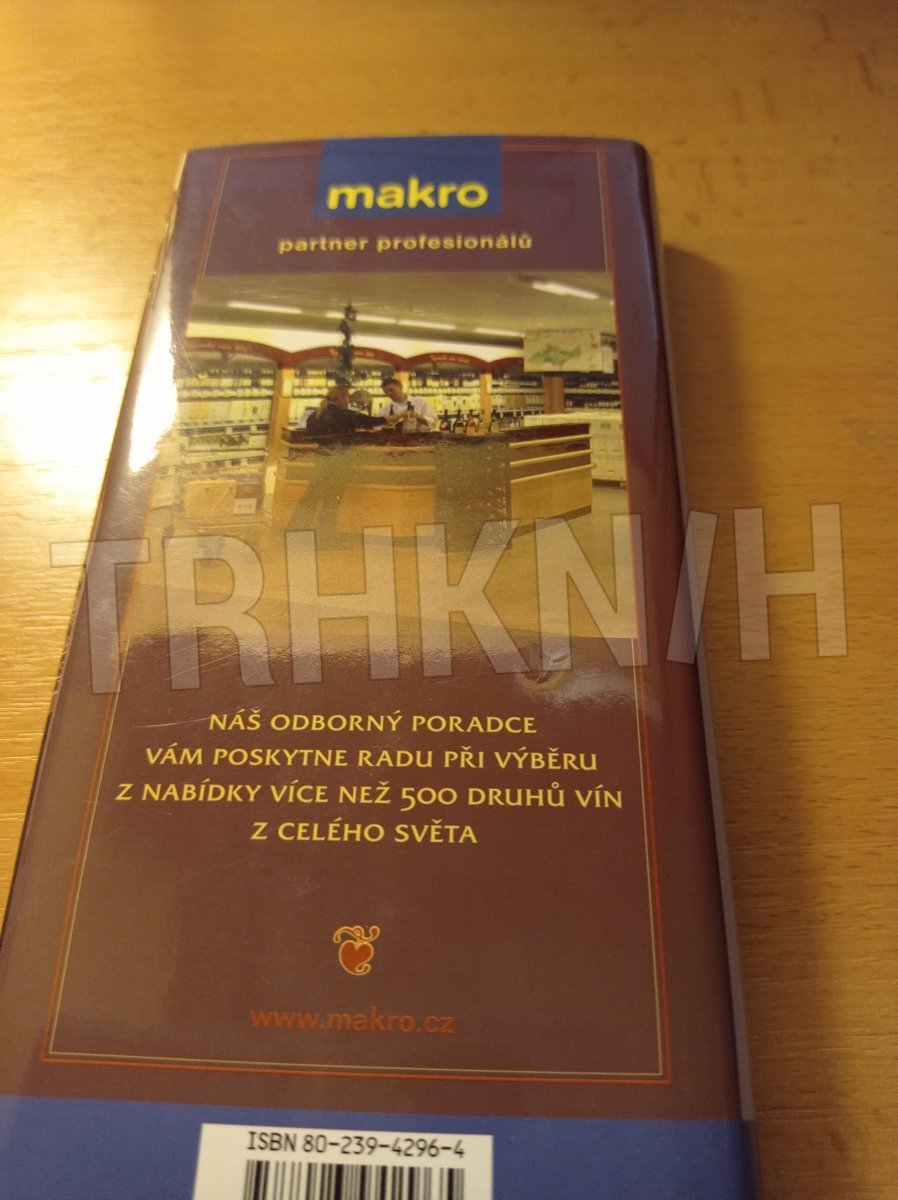 makro
partner profesionálů
TRHKNIH
NÁŠ ODBORNÝ PORADCE
VÁM POSKYTNE RADU PŘI VÝBĚRU
Z NABÍDKY VÍCE NEŽ 500 DRUHŮ VÍN
Z CELÉHO SVĚTA
www.makro.cz
ISBN 80-239-4296-4